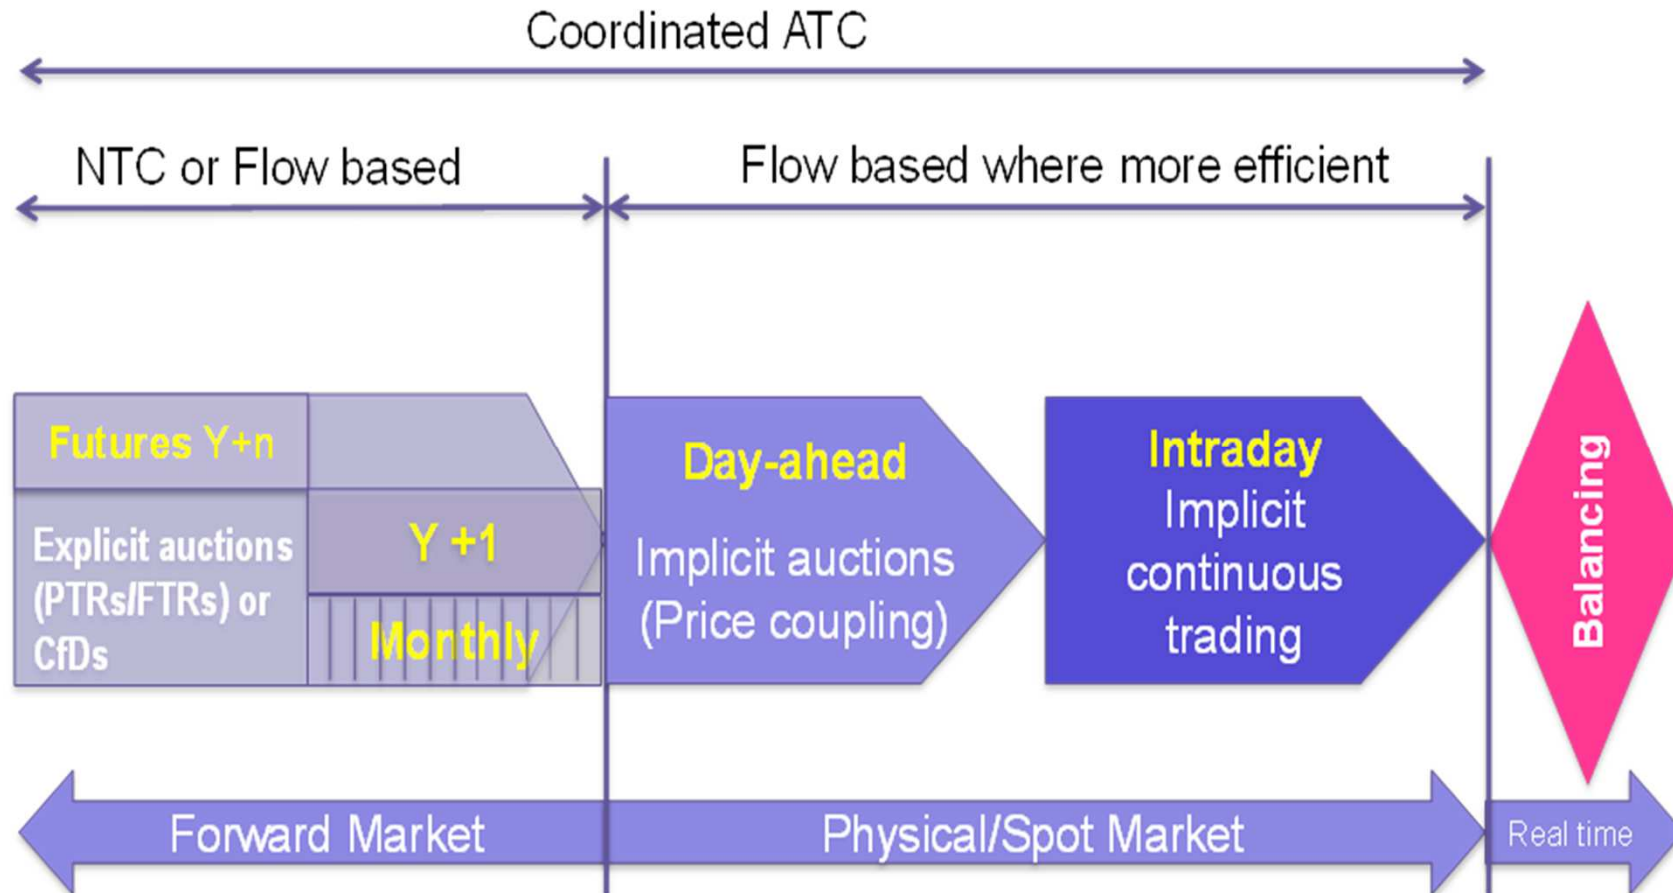 Coordinated ATC
NTC or Flow based
Flow based where more efficient
Futures Y+n
Explicit auctions
(PTRs/FTRs) or
CfDs
Y +1
Monthly
Day-ahead
Implicit auctions
(Price coupling)
Intraday
Implicit
continuous
trading
Balancing
Forward Market
Physical/Spot Market
Real time